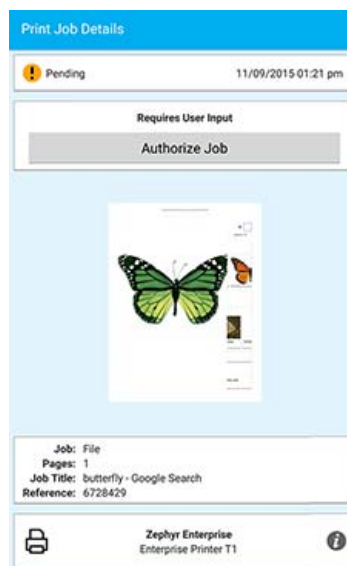 Print Job Details
Pending 11/09/2015 01:21 pm
Requires User Input
Authorize Job
Job: File
Pages: 1
Job Title: butterfly - Google Search
Reference: 6728429
Zephyr Enterprise
Enterprise Printer T1